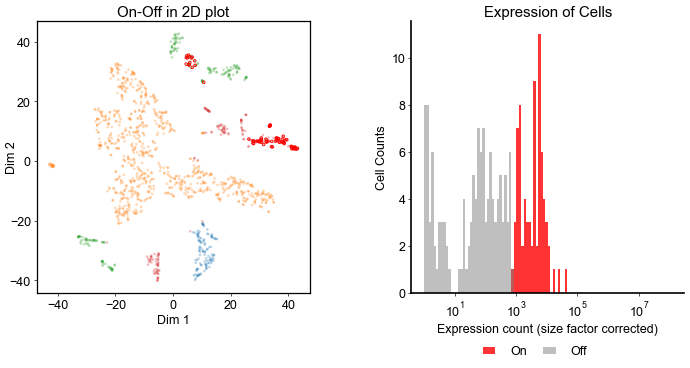 On-Off in 2D plot
40
20
0
−20
−40
Dim 2
−40 −20 0 20 40
Dim 1
Expression of Cells
10
8
6
4
2
0
Cell Counts
10^1 10^3 10^5 10^7
Expression count (size factor corrected)
On Off